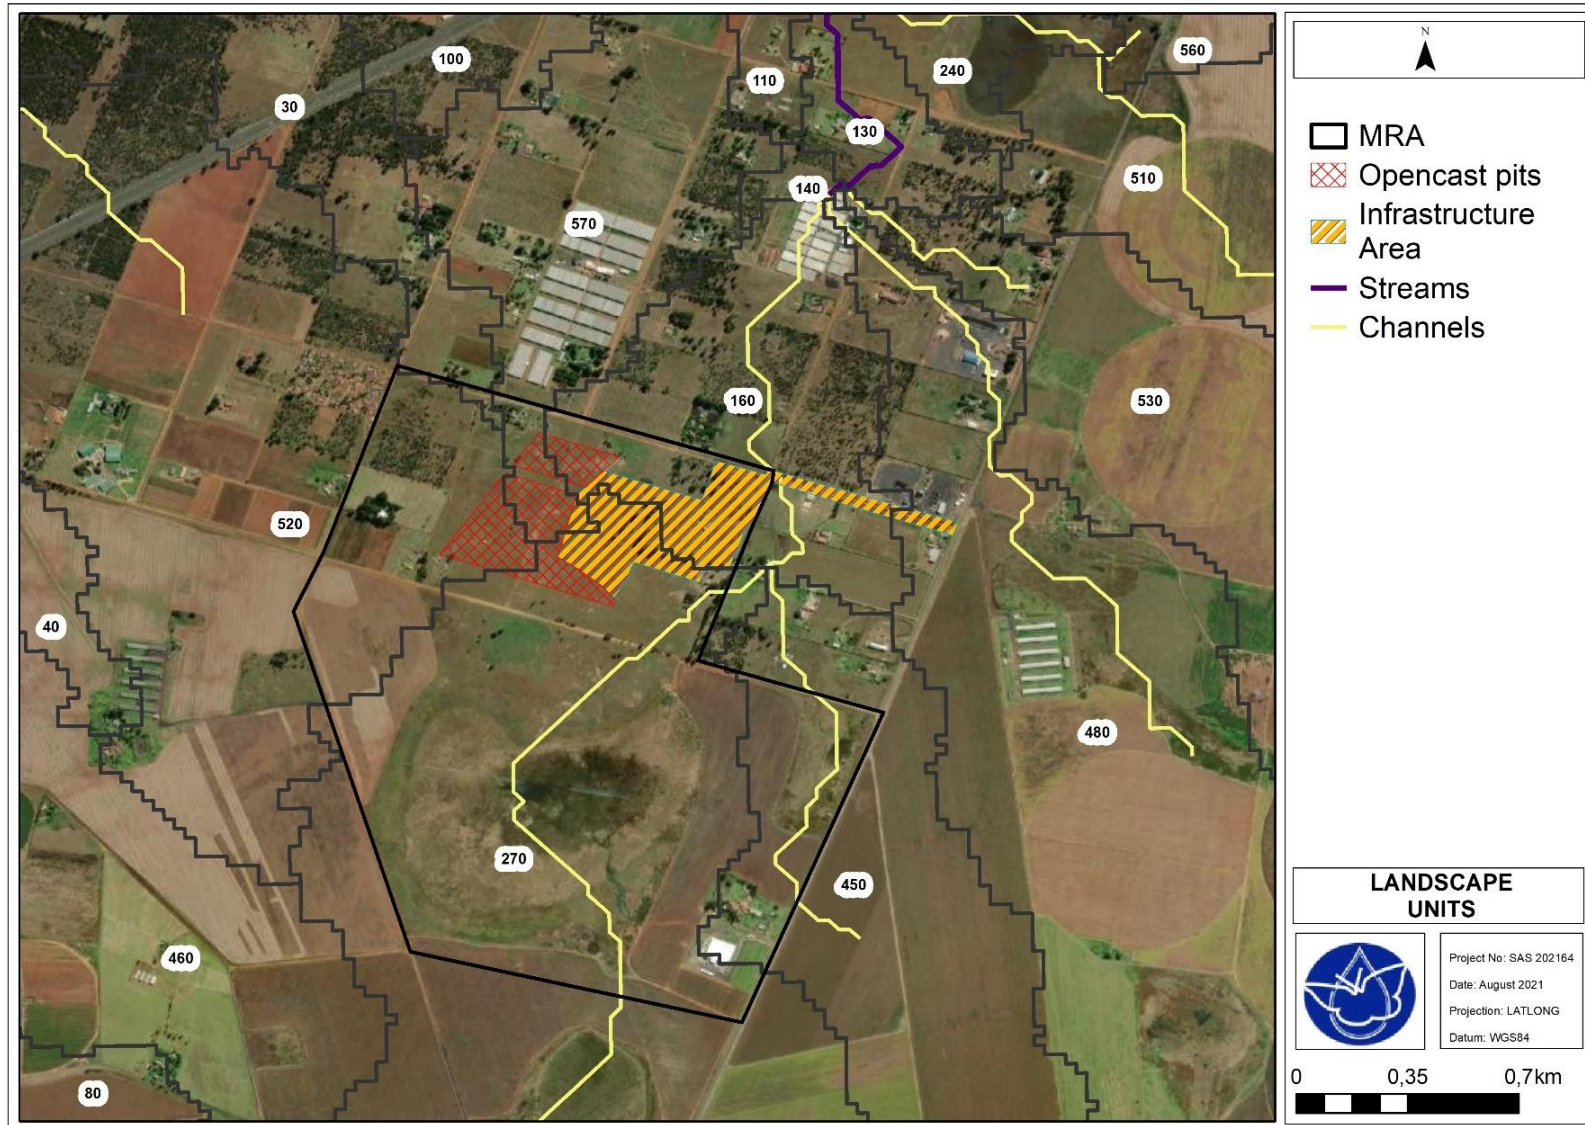 100
30
110
240
560
130
140
510
570
160
530
520
40
480
270
450
460
80
N
MRA
Opencast pits
Infrastructure
Area
Streams
Channels
LANDSCAPE
UNITS
Project No: SAS 202164
Date: August 2021
Projection: LATLONG
Datum: WGS84
0 0,35 0,7km